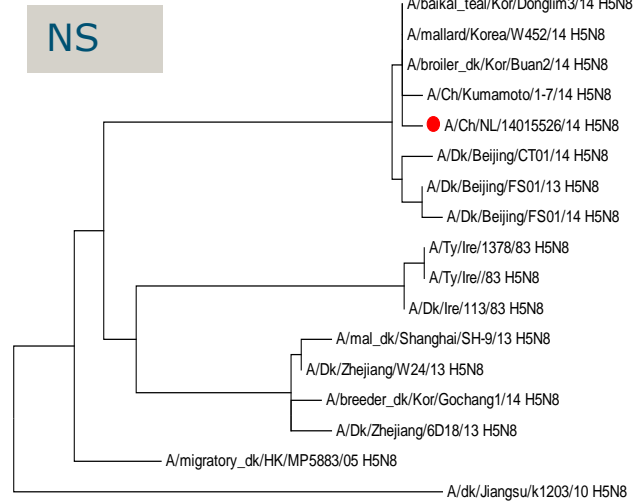 NS
A/baikal_teal/Kor/Donglim3/14 H5N8
A/mallard/Korea/W452/14 H5N8
A/broiler_dk/Kor/Buan2/14 H5N8
A/Ch/Kumamoto/1-7/14 H5N8
A/Ch/NL/14015526/14 H5N8
A/Dk/Beijing/CT01/14 H5N8
A/Dk/Beijing/FS01/13 H5N8
A/Dk/Beijing/FS01/14 H5N8
A/Ty/Ire/1378/83 H5N8
A/Ty/Ire//83 H5N8
A/Dk/Ire/113/83 H5N8
A/mal_dk/Shanghai/SH-9/13 H5N8
A/Dk/Zhejiang/W24/13 H5N8
A/breeder_dk/Kor/Gochang1/14 H5N8
A/Dk/Zhejiang/6D18/13 H5N8
A/migratory_dk/HK/MP5883/05 H5N8
A/dk/Jiangsu/k1203/10 H5N8